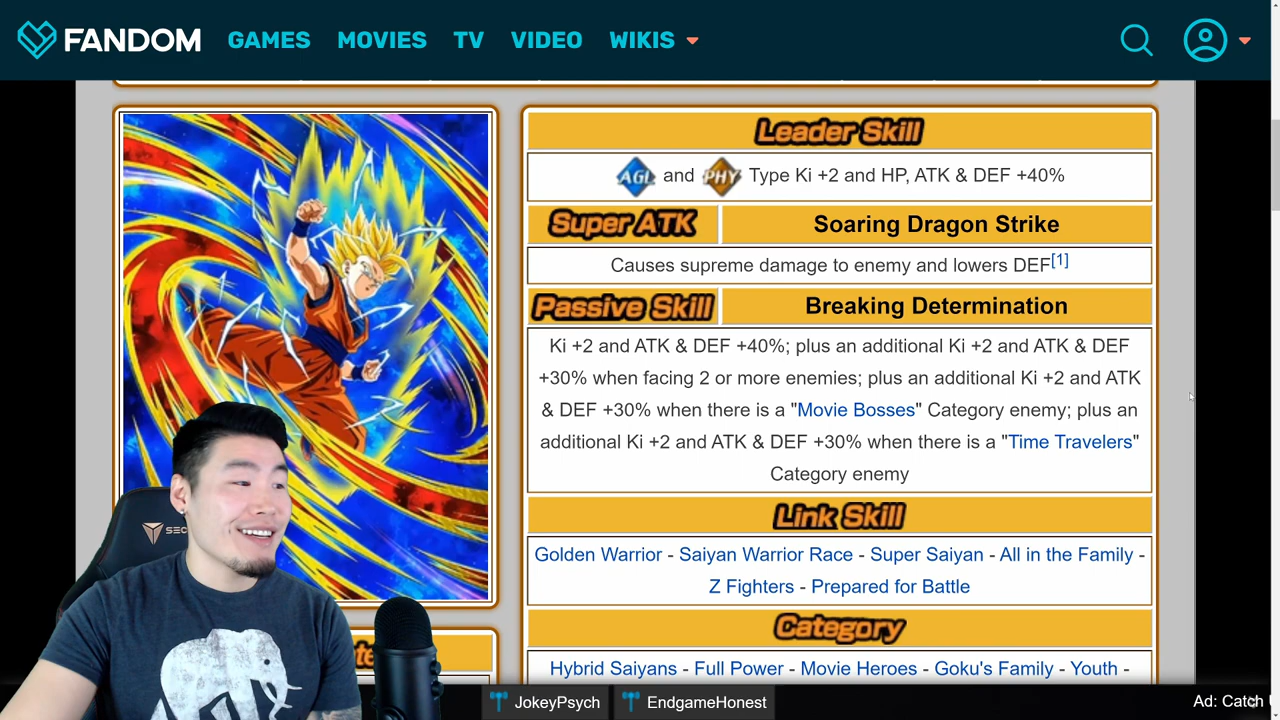 FANDOM GAMES MOVIES TV VIDEO WIKIS
Leader Skill
AGL and PHY Type Ki +2 and HP, ATK & DEF +40%
Super ATK Soaring Dragon Strike
Causes supreme damage to enemy and lowers DEF[1]
Passive Skill Breaking Determination
Ki +2 and ATK & DEF +40%; plus an additional Ki +2 and ATK & DEF
+30% when facing 2 or more enemies; plus an additional Ki +2 and ATK
& DEF +30% when there is a "Movie Bosses" Category enemy; plus an
additional Ki +2 and ATK & DEF +30% when there is a "Time Travelers"
Category enemy
Link Skill
Golden Warrior - Saiyan Warrior Race - Super Saiyan - All in the Family -
Z Fighters - Prepared for Battle
Category
Hybrid Saiyans - Full Power - Movie Heroes - Goku's Family - Youth -
JokeyPsych EndgameHonest Ad: Catch